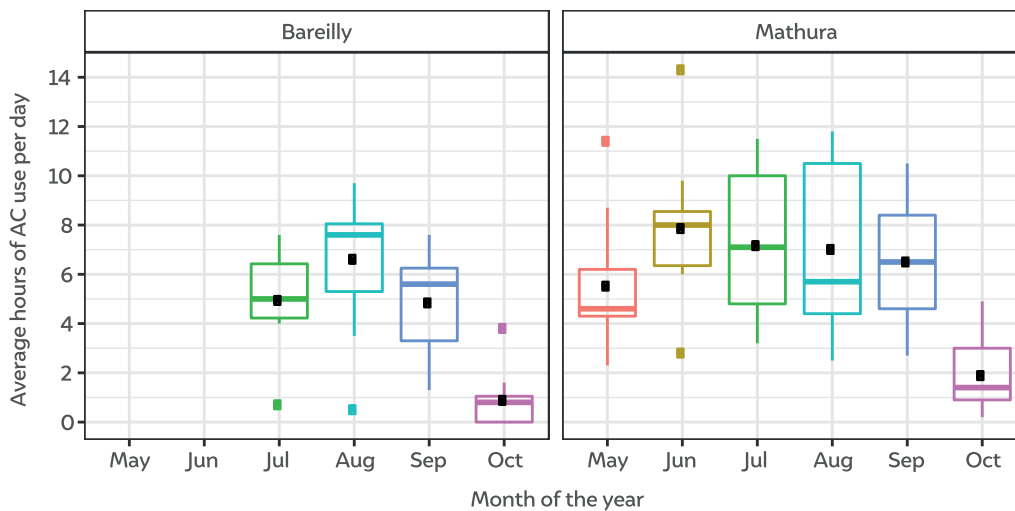 Bareilly
Mathura
Average hours of AC use per day
14
12
10
8
6
4
2
0
May Jun Jul Aug Sep Oct
May Jun Jul Aug Sep Oct
Month of the year